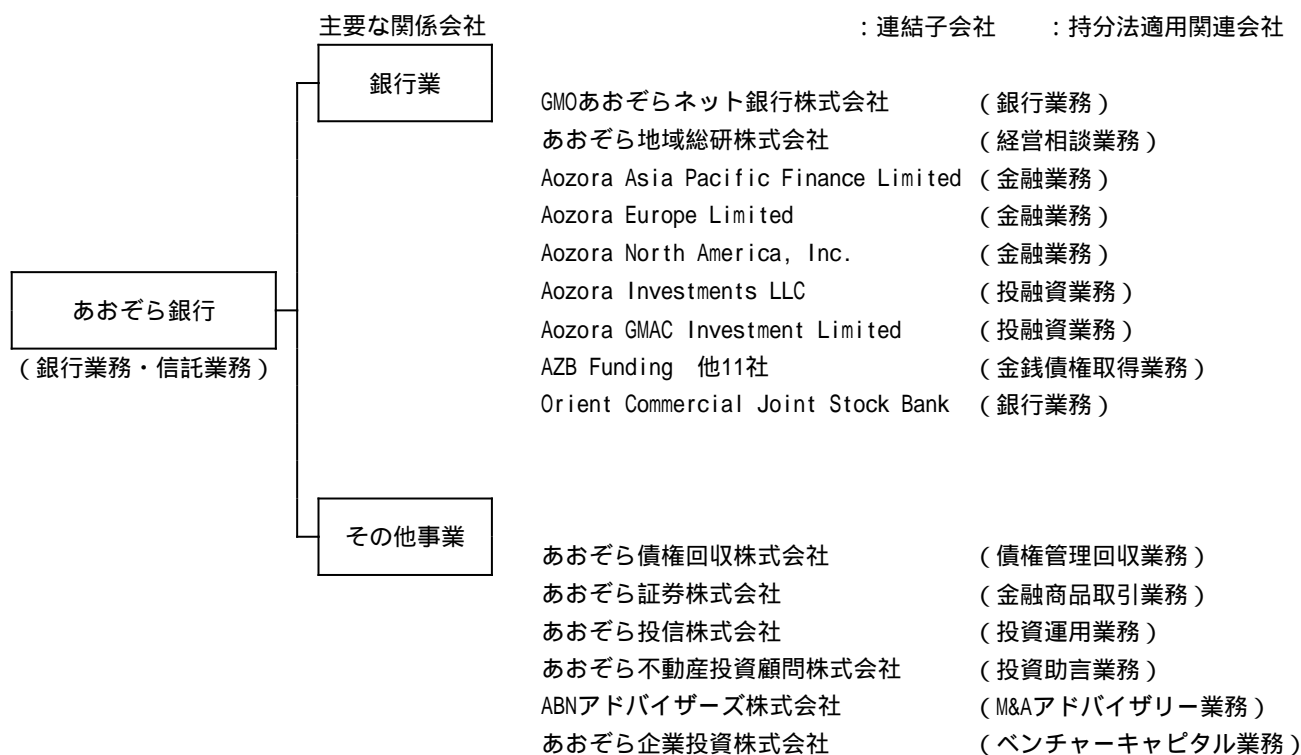 主要な関係会社 ：連結子会社 ：持分法適用関連会社
銀行業
GMOあおぞらネット銀行株式会社 （銀行業務）
あおぞら地域総研株式会社 （経営相談業務）
Aozora Asia Pacific Finance Limited （金融業務）
Aozora Europe Limited （金融業務）
Aozora North America, Inc. （金融業務）
Aozora Investments LLC （投融資業務）
Aozora GMAC Investment Limited （投融資業務）
AZB Funding 他11社 （金銭債権取得業務）
Orient Commercial Joint Stock Bank （銀行業務）
あおぞら銀行
（銀行業務・信託業務）
その他事業
あおぞら債権回収株式会社 （債権管理回収業務）
あおぞら証券株式会社 （金融商品取引業務）
あおぞら投信株式会社 （投資運用業務）
あおぞら不動産投資顧問株式会社 （投資助言業務）
ABNアドバイザーズ株式会社 （M&Aアドバイザリー業務）
あおぞら企業投資株式会社 （ベンチャーキャピタル業務）